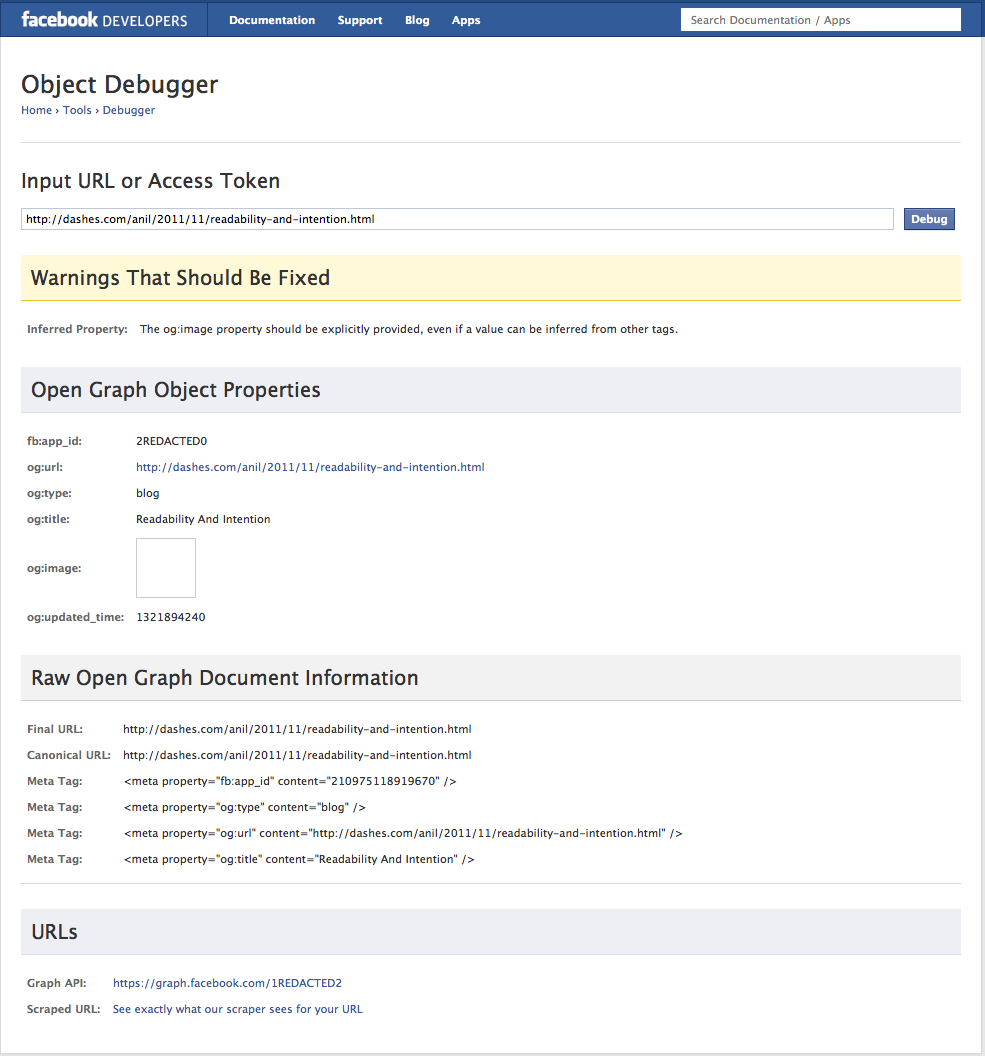 facebook DEVELOPERS Documentation Support Blog Apps Search Documentation / Apps
Object Debugger
Home › Tools › Debugger
Input URL or Access Token
http://dashes.com/anil/2011/11/readability-and-intention.html Debug
Warnings That Should Be Fixed
Inferred Property: The og:image property should be explicitly provided, even if a value can be inferred from other tags.
Open Graph Object Properties
fb:app_id: 2REDACTED0
og:url: http://dashes.com/anil/2011/11/readability-and-intention.html
og:type: blog
og:title: Readability And Intention
og:image:
og:updated_time: 1321894240
Raw Open Graph Document Information
Final URL: http://dashes.com/anil/2011/11/readability-and-intention.html
Canonical URL: http://dashes.com/anil/2011/11/readability-and-intention.html
Meta Tag: <meta property="fb:app_id" content="210975118919670" />
Meta Tag: <meta property="og:type" content="blog" />
Meta Tag: <meta property="og:url" content="http://dashes.com/anil/2011/11/readability-and-intention.html" />
Meta Tag: <meta property="og:title" content="Readability And Intention" />
URLs
Graph API: https://graph.facebook.com/1REDACTED2
Scraped URL: See exactly what our scraper sees for your URL